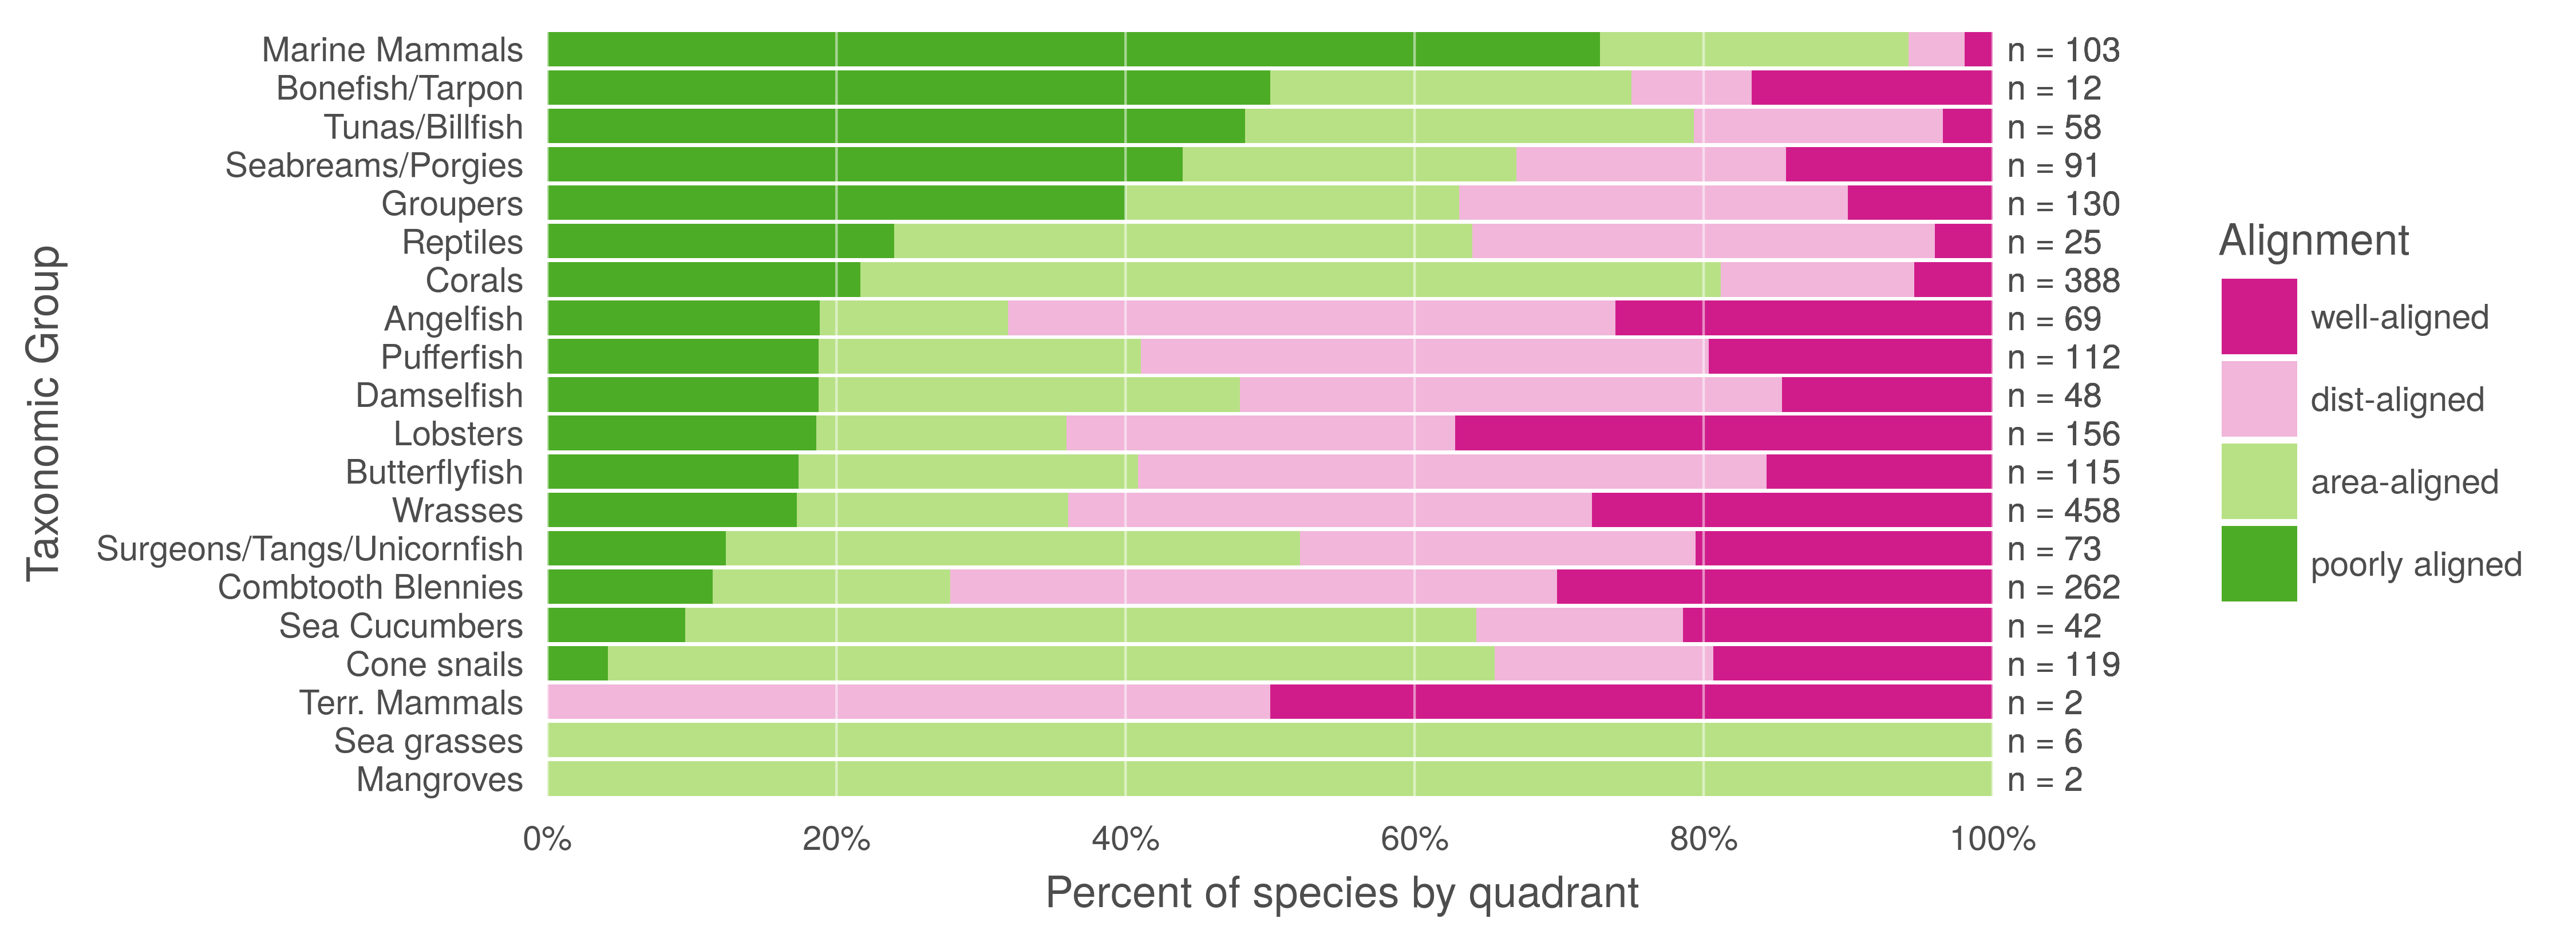 Taxonomic Group
Marine Mammals n = 103
Bonefish/Tarpon n = 12
Tunas/Billfish n = 58
Seabreams/Porgies n = 91
Groupers n = 130
Reptiles n = 25
Corals n = 388
Angelfish n = 69
Pufferfish n = 112
Damselfish n = 48
Lobsters n = 156
Butterflyfish n = 115
Wrasses n = 458
Surgeons/Tangs/Unicornfish n = 73
Combtooth Blennies n = 262
Sea Cucumbers n = 42
Cone snails n = 119
Terr. Mammals n = 2
Sea grasses n = 6
Mangroves n = 2
0% 20% 40% 60% 80% 100%
Percent of species by quadrant
Alignment
well-aligned
dist-aligned
area-aligned
poorly aligned